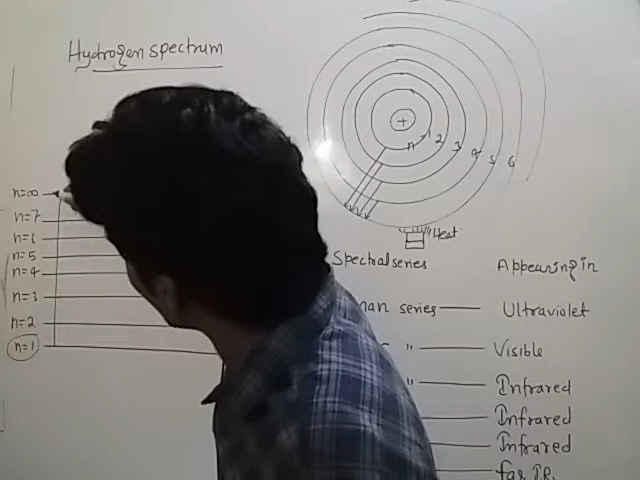 Hydrogen spectrum
+
n=1 2 3 4 5 6
Heat
n=∞
n=7
n=6
n=5
n=4
n=3
n=2
n=1
Spectral series Appearing in
man series — Ultraviolet
" — Visible
" — Infrared
Infrared
Infrared
far I.R.